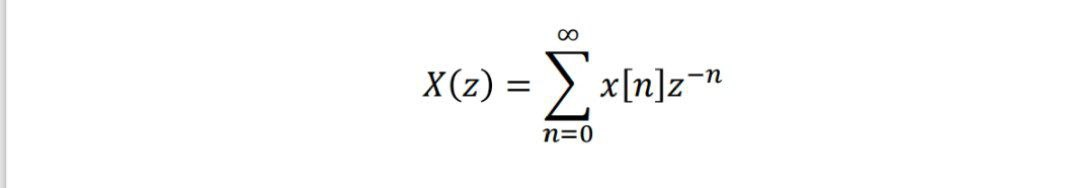 X(z) = ∑_{n=0}^{∞} x[n]z^{−n}